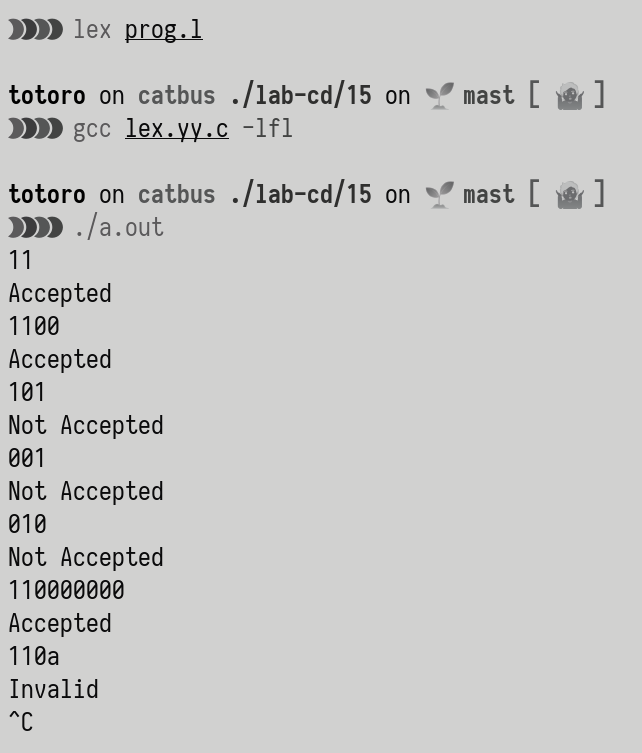 lex prog.l
totoro on catbus ./lab-cd/15 on mast [ ]
gcc lex.yy.c -lfl
totoro on catbus ./lab-cd/15 on mast [ ]
./a.out
11
Accepted
1100
Accepted
101
Not Accepted
001
Not Accepted
010
Not Accepted
110000000
Accepted
110a
Invalid
^C